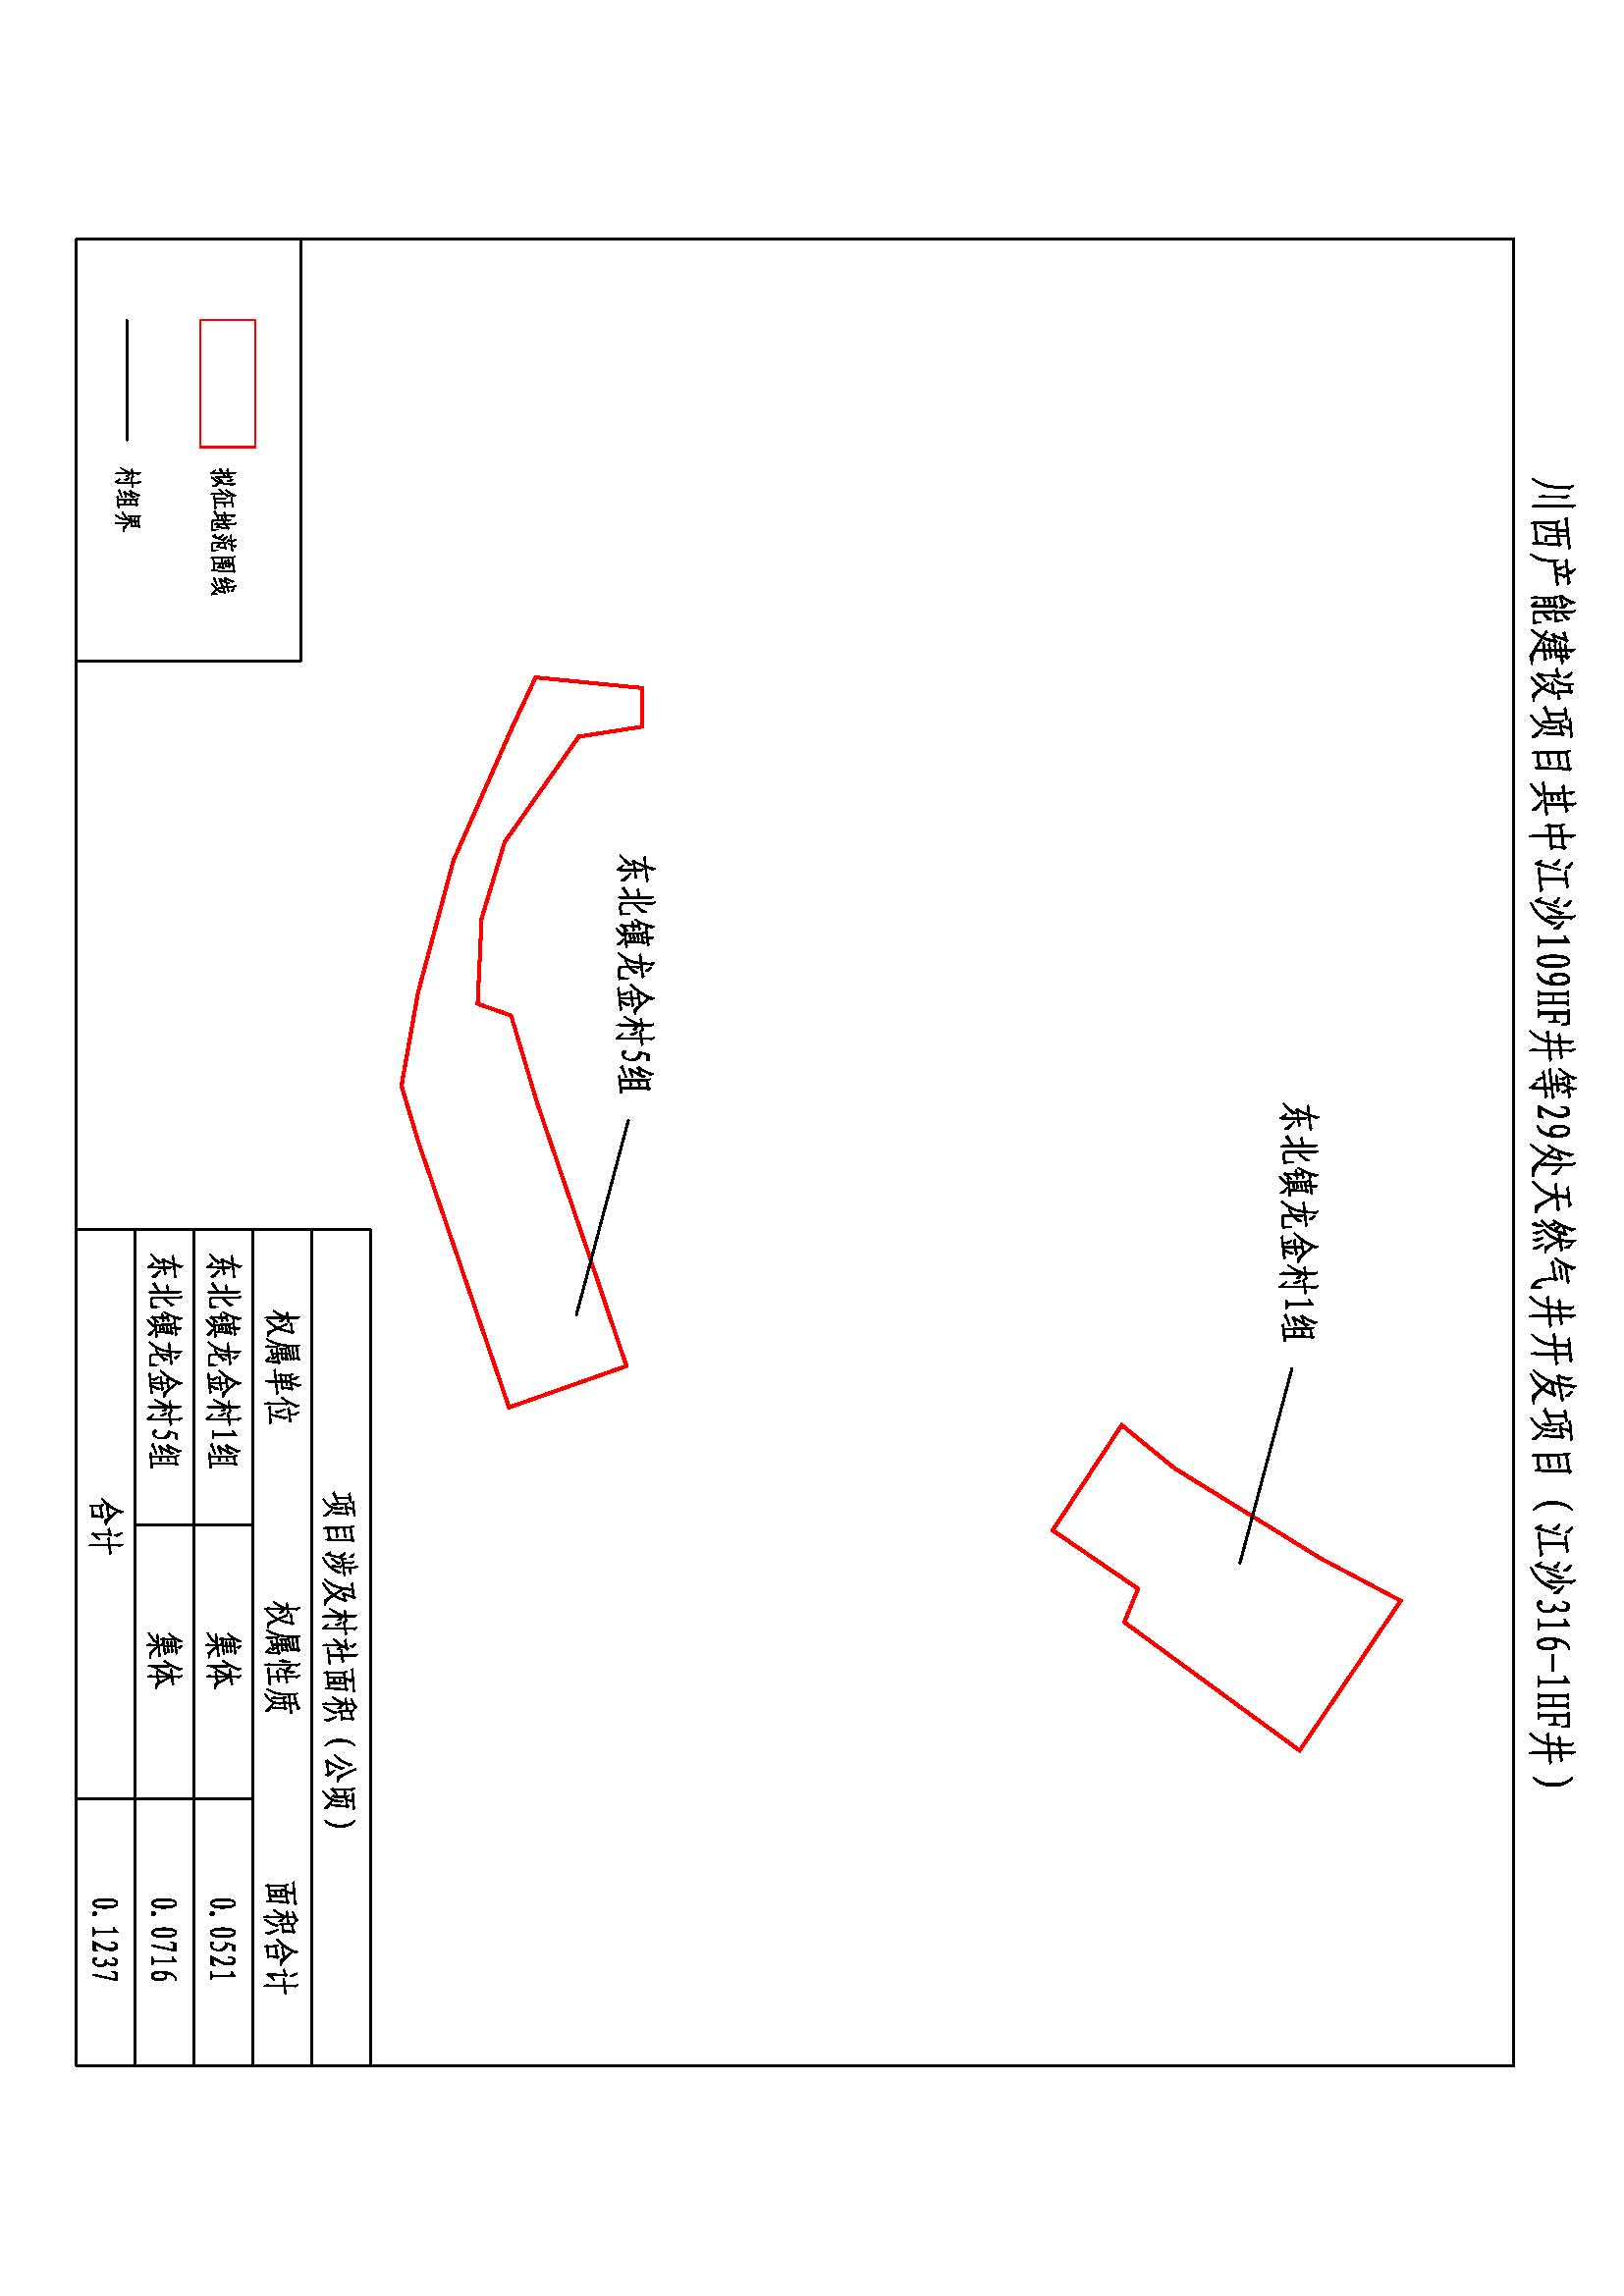 川西产能建设项目其中江沙109HF井等29处天然气井开发项目（江沙316-1HF井）
东北镇龙金村1组
东北镇龙金村5组
拟征地范围线
村组界
项目涉及村社面积（公顷）
权属单位 权属性质 面积合计
东北镇龙金村1组 集体 0.0521
东北镇龙金村5组 集体 0.0716
合计 0.1237